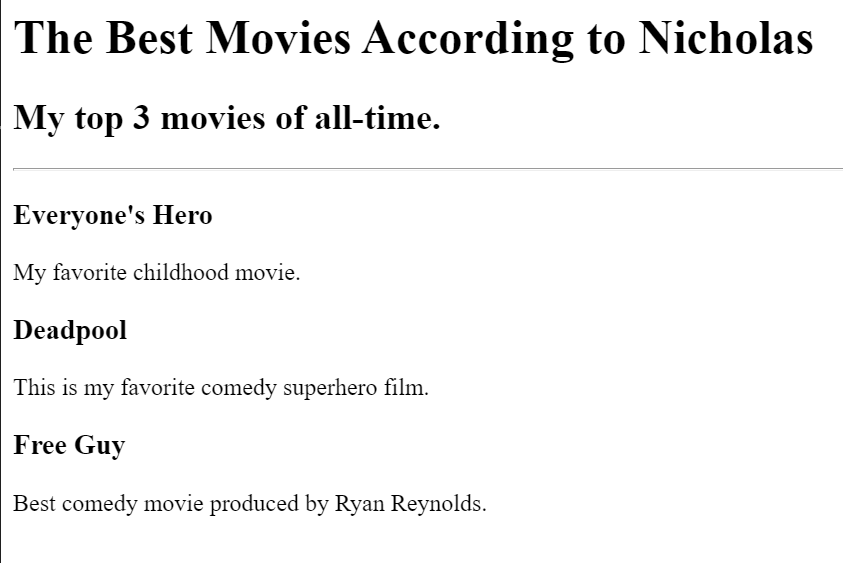 The Best Movies According to Nicholas
My top 3 movies of all-time.
Everyone's Hero
My favorite childhood movie.
Deadpool
This is my favorite comedy superhero film.
Free Guy
Best comedy movie produced by Ryan Reynolds.